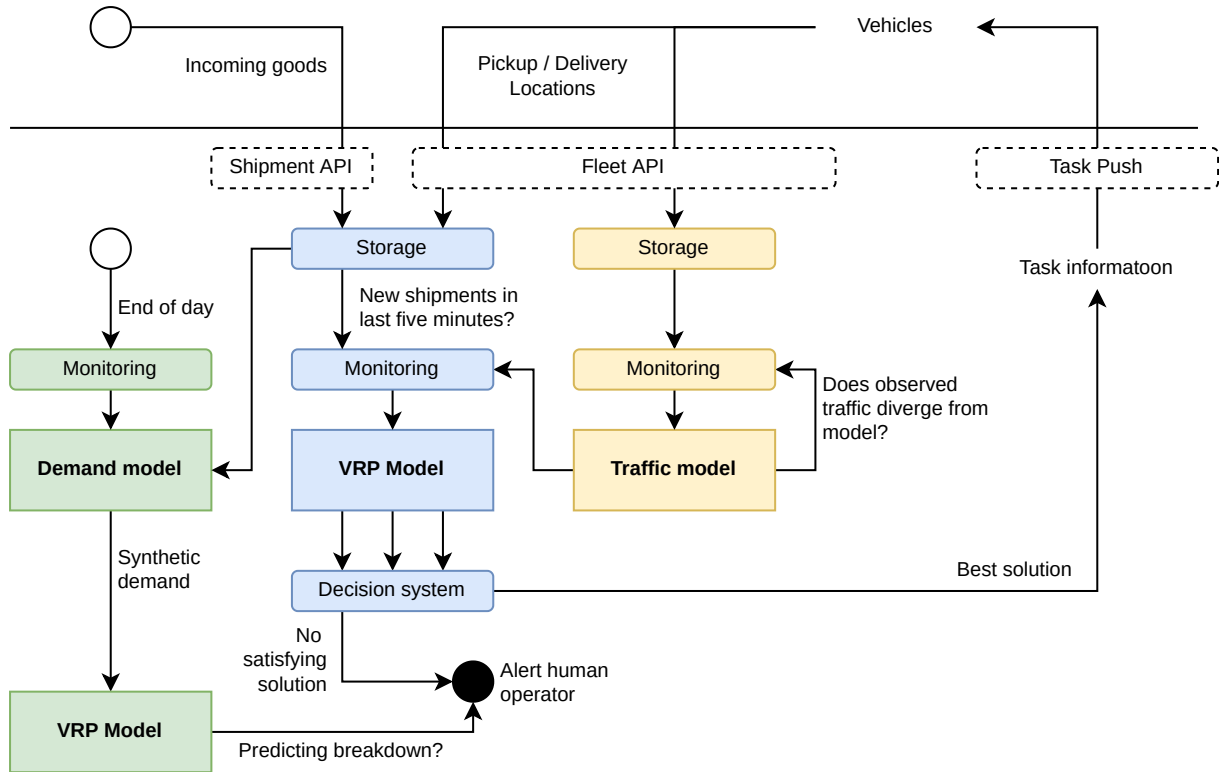 Vehicles
Incoming goods
Pickup / Delivery
Locations
Shipment API
Fleet API
Task Push
Storage
Storage
Task informatoon
End of day
New shipments in
last five minutes?
Monitoring
Monitoring
Monitoring
Does observed
traffic diverge from
model?
Demand model
VRP Model
Traffic model
Synthetic
demand
Decision system
Best solution
No
satisfying
solution
Alert human
operator
VRP Model
Predicting breakdown?